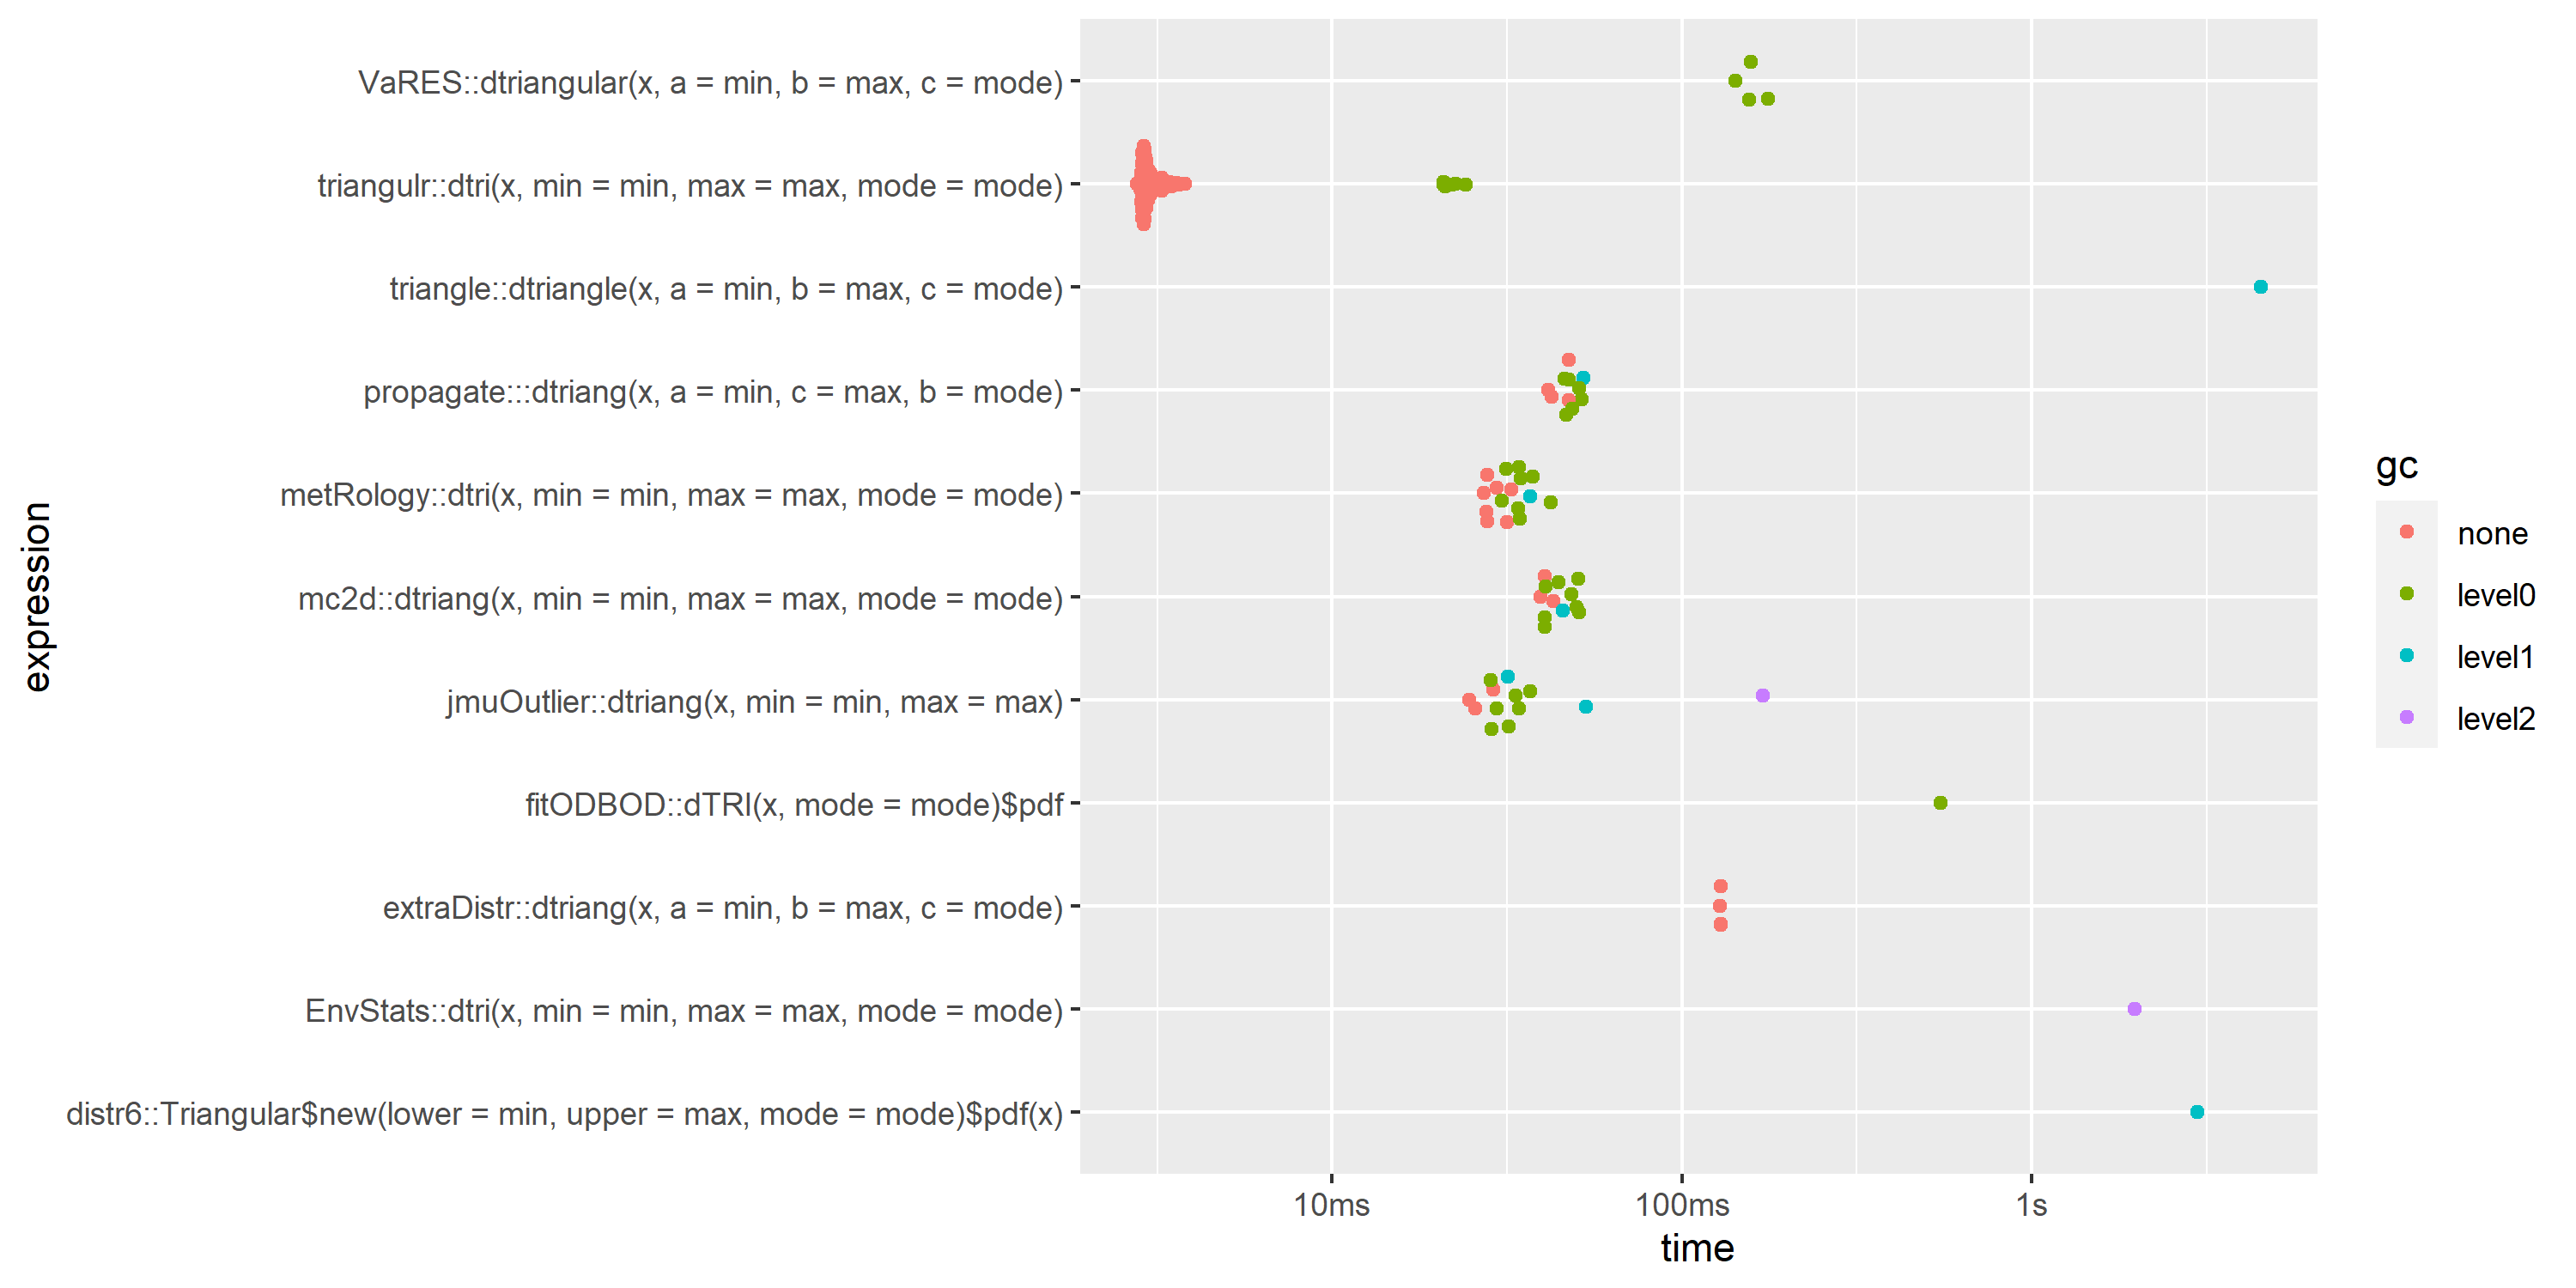 VaRES::dtriangular(x, a = min, b = max, c = mode)
triangulr::dtri(x, min = min, max = max, mode = mode)
triangle::dtriangle(x, a = min, b = max, c = mode)
propagate:::dtriang(x, a = min, c = max, b = mode)
metRology::dtri(x, min = min, max = max, mode = mode)
mc2d::dtriang(x, min = min, max = max, mode = mode)
jmuOutlier::dtriang(x, min = min, max = max)
fitODBOD::dTRI(x, mode = mode)$pdf
extraDistr::dtriang(x, a = min, b = max, c = mode)
EnvStats::dtri(x, min = min, max = max, mode = mode)
distr6::Triangular$new(lower = min, upper = max, mode = mode)$pdf(x)
expression
10ms
100ms
1s
time
gc
none
level0
level1
level2